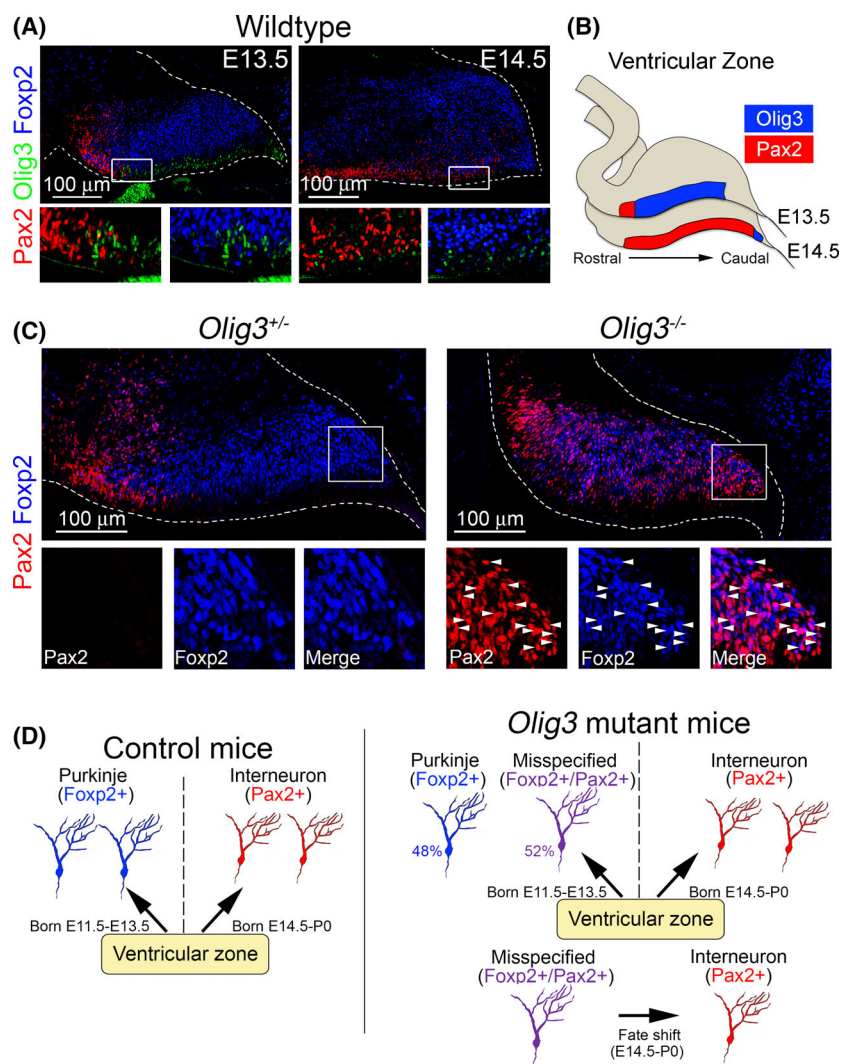 (A)
Wildtype
E13.5
E14.5
Pax2 Olig3 Foxp2
100 μm
100 μm
(B)
Ventricular Zone
Olig3
Pax2
E13.5
E14.5
Rostral
Caudal
(C)
Olig3+/-
Olig3-/-
Pax2 Foxp2
100 μm
100 μm
Pax2
Foxp2
Merge
Pax2
Foxp2
Merge
(D)
Control mice
Purkinje
(Foxp2+)
Interneuron
(Pax2+)
Born E11.5-E13.5
Born E14.5-P0
Ventricular zone
Olig3 mutant mice
Purkinje
(Foxp2+)
Misspecified
(Foxp2+/Pax2+)
Interneuron
(Pax2+)
48%
52%
Born E11.5-E13.5
Born E14.5-P0
Ventricular zone
Misspecified
(Foxp2+/Pax2+)
Interneuron
(Pax2+)
Fate shift
(E14.5-P0)